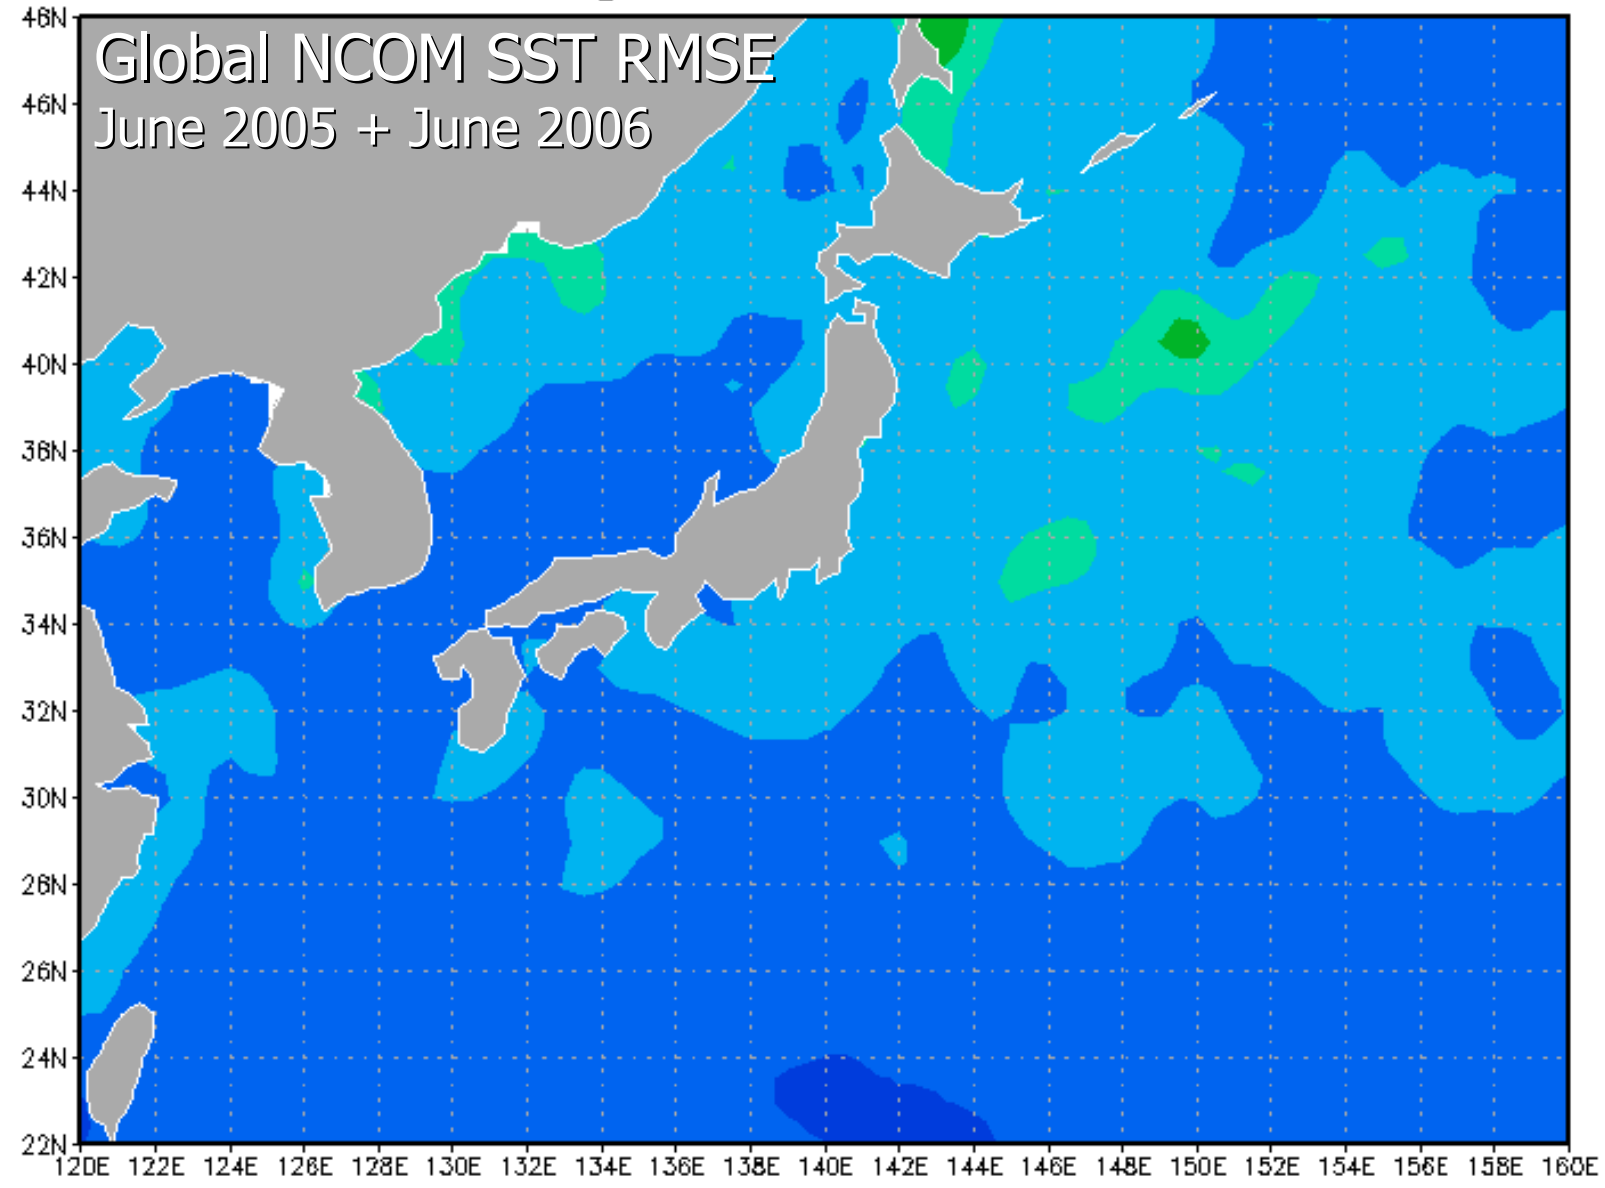 48N
Global NCOM SST RMSE
46N
June 2005 + June 2006
44N
42N
40N
38N
36N
34N
32N
30N
28N
26N
24N
22N
120E 122E 124E 126E 128E 130E 132E 134E 136E 138E 140E 142E 144E 146E 148E 150E 152E 154E 156E 158E 160E